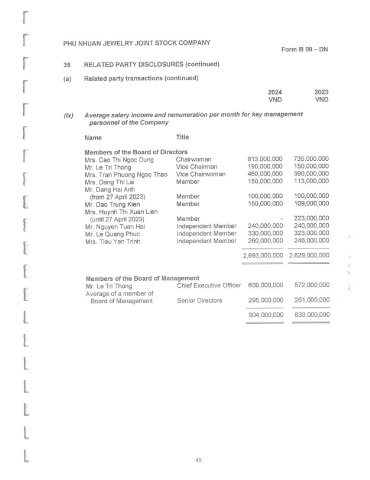 PHU NHUAN JEWELRY JOINT STOCK COMPANY
Form B 09 – DN
38 RELATED PARTY DISCLOSURES (continued)
(a) Related party transactions (continued)
2024 2023
VND VND
(ix) Average salary income and remuneration per month for key management
personnel of the Company
Name Title
Members of the Board of Directors
Mrs. Cao Thi Ngoc Dung Chairwoman 813,000,000 735,000,000
Mr. Le Tri Thong Vice Chairman 180,000,000 150,000,000
Mrs. Tran Phuong Ngoc Thao Vice Chairwoman 460,000,000 390,000,000
Mrs. Dang Thi Lai Member 150,000,000 113,000,000
Mr. Dang Hai Anh
(from 27 April 2023) Member 100,000,000 100,000,000
Mr. Dao Trung Kien Member 150,000,000 109,000,000
Mrs. Huynh Thi Xuan Lien
(until 27 April 2023) Member - 223,000,000
Mr. Nguyen Tuan Hai Independent Member 240,000,000 240,000,000
Mr. Le Quang Phuc Independent Member 330,000,000 323,000,000
Mrs. Tieu Yen Trinh Independent Member 260,000,000 246,000,000
2,693,000,000 2,629,000,000
Members of the Board of Management
Mr. Le Tri Thong Chief Executive Officer 609,000,000 572,000,000
Average of a member of
Board of Management Senior Directors 295,000,000 261,000,000
904,000,000 833,000,000
45